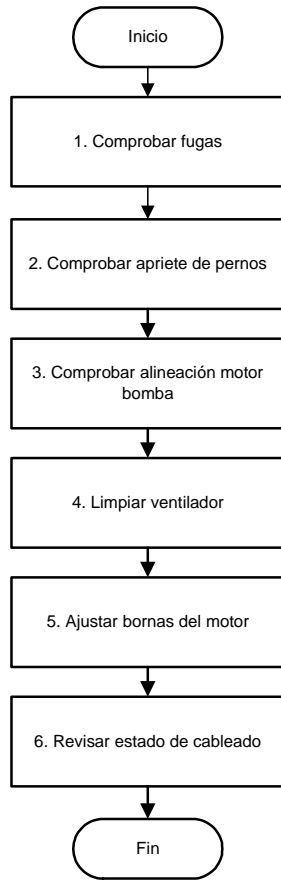 Inicio
1. Comprobar fugas
2. Comprobar apriete de pernos
3. Comprobar alineación motor
bomba
4. Limpiar ventilador
5. Ajustar bornas del motor
6. Revisar estado de cableado
Fin